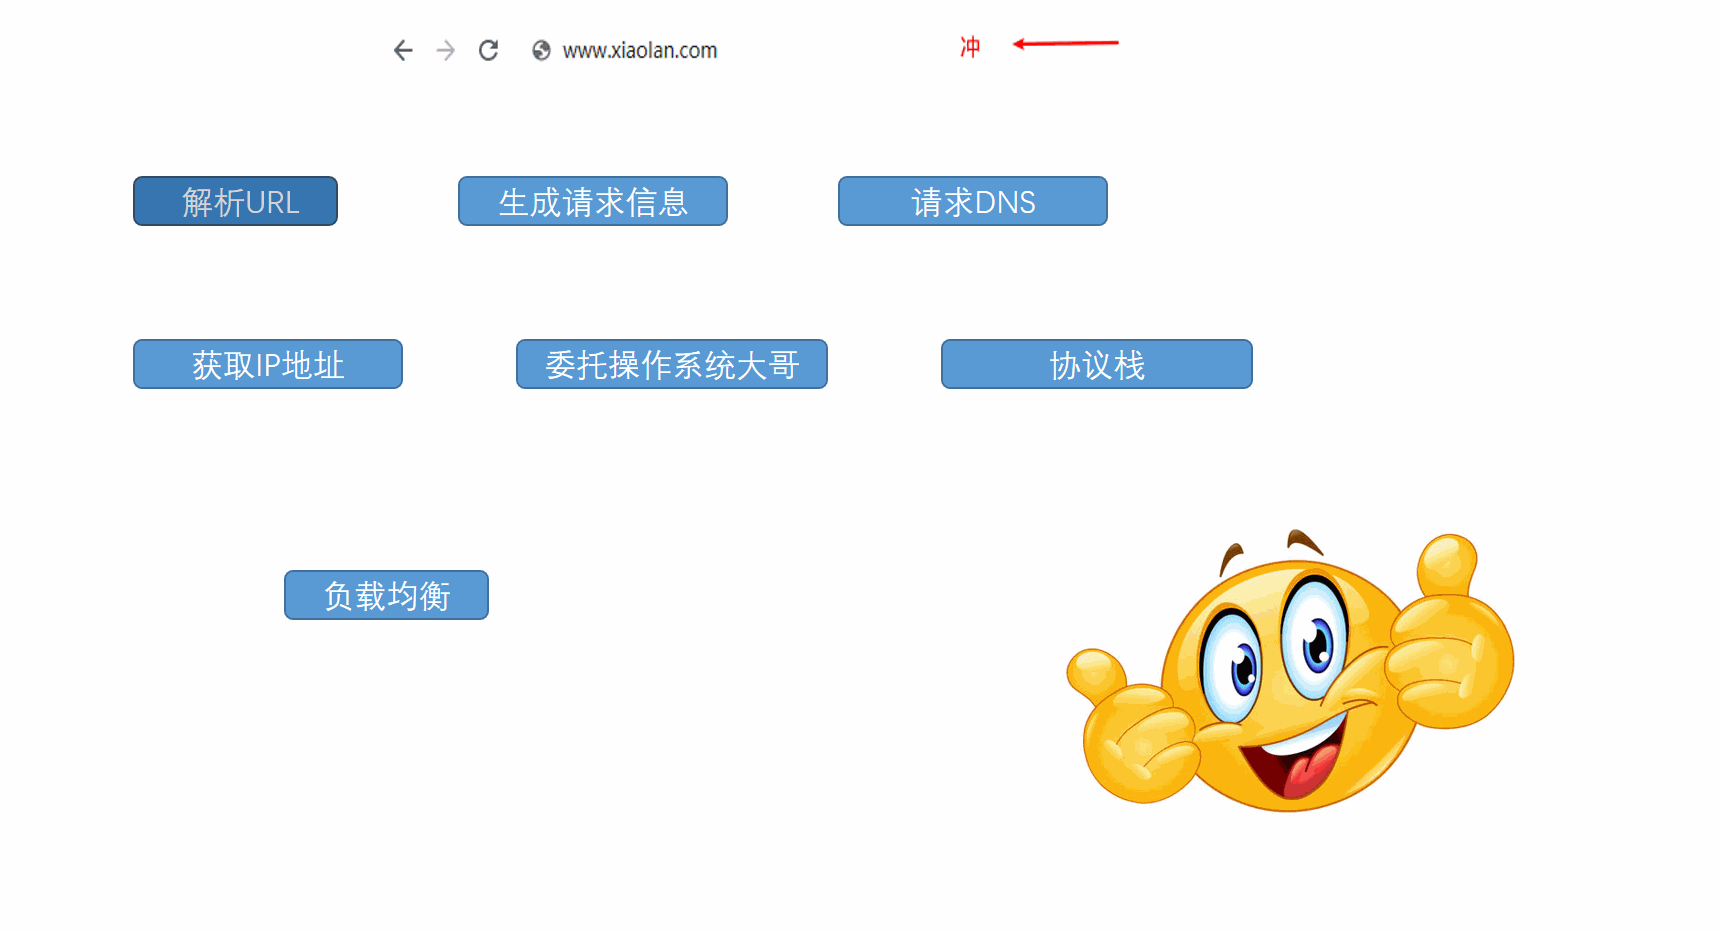 www.xiaolan.com
冲
解析URL
生成请求信息
请求DNS
获取IP地址
委托操作系统大哥
协议栈
负载均衡